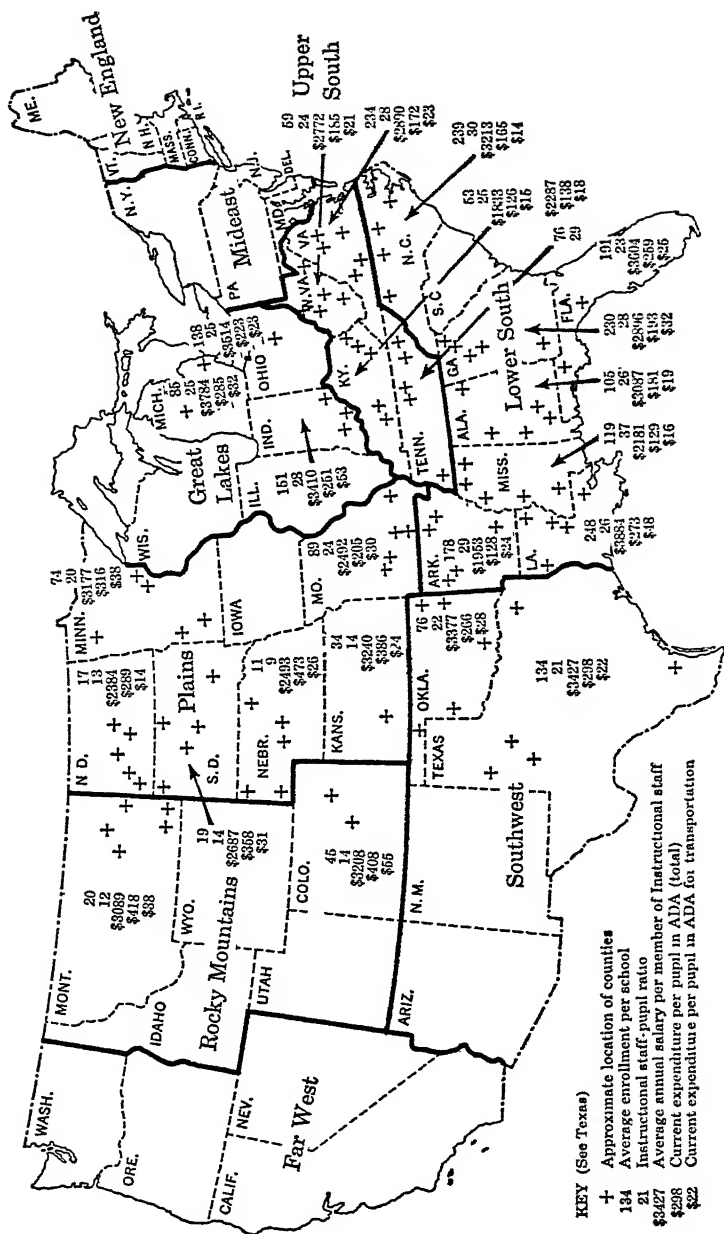 WASH.
ORE.
CALIF.
NEV.
Far West
MONT.
20
12
$3089
$418
$38
IDAHO
WYO.
Rocky Mountains
UTAH
COLO.
45
14
$3208
$408
$55
ARIZ.
N.M.
Southwest
TEXAS
134
21
$3427
$298
$22
OKLA.
76
22
$3377
$266
$28
N D.
17
13
$2384
$289
$14
S.D.
Plains
19
14
$2687
$358
$31
NEBR.
11
9
$2493
$473
$26
KANS.
34
14
$3240
$386
$24
MINN.
74
20
$3177
$316
$38
IOWA
MO.
89
24
$2492
$205
$30
WIS.
Great
Lakes
MICH.
85
25
$3784
$285
$32
ILL.
IND.
151
28
$3410
$251
$53
OHIO
138
25
$3514
$223
$23
ME.
VT.
N H.
MASS.
CONN.
R I.
New England
N.Y.
PA
N.J.
DEL.
MD.
Mideast
Upper
South
W.VA
59
24
$2772
$185
$21
VA
234
28
$2890
$172
$23
KY.
53
25
$1833
$126
$15
TENN.
76
29
$2287
$138
$18
N.C.
239
30
$3213
$165
$14
S.C
GA
230
28
$2896
$193
$32
FLA.
191
23
$3604
$259
$25
Lower South
ALA.
105
26
$3087
$181
$19
MISS.
119
37
$2181
$129
$16
ARK.
178
29
$1953
$128
$24
LA.
248
26
$3884
$273
$48
KEY (See Texas)
+ Approximate location of counties
134 Average enrollment per school
21 Instructional staff-pupil ratio
$3427 Average annual salary per member of Instructional staff
$298 Current expenditure per pupil in ADA (total)
$22 Current expenditure per pupil in ADA for transportation